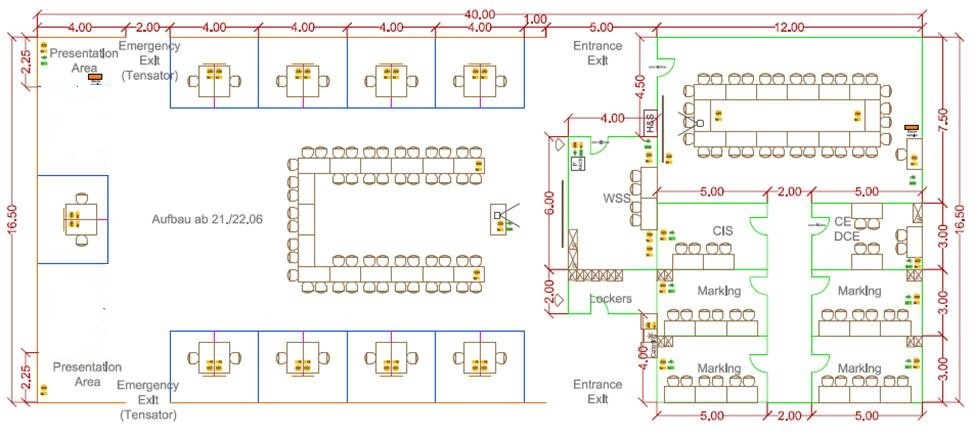 40.00
4.00
2.00
4.00
4.00
4.00
4.00
1.00
5.00
12.00
Presentation
Area
Emergency
Exit
(Tensator)
Entrance
Exit
2.25
16.50
2.25
4.50
4.00
H&S
7.50
6.00
WSS
5.00
2.00
5.00
Aufbau ab 21./22.06
CIS
CE
DCE
3.00
16.50
2.00
Lockers
Marking
Marking
3.00
4.00
Marking
Marking
3.00
Presentation
Area
Emergency
Exit
(Tensator)
Entrance
Exit
5.00
2.00
5.00